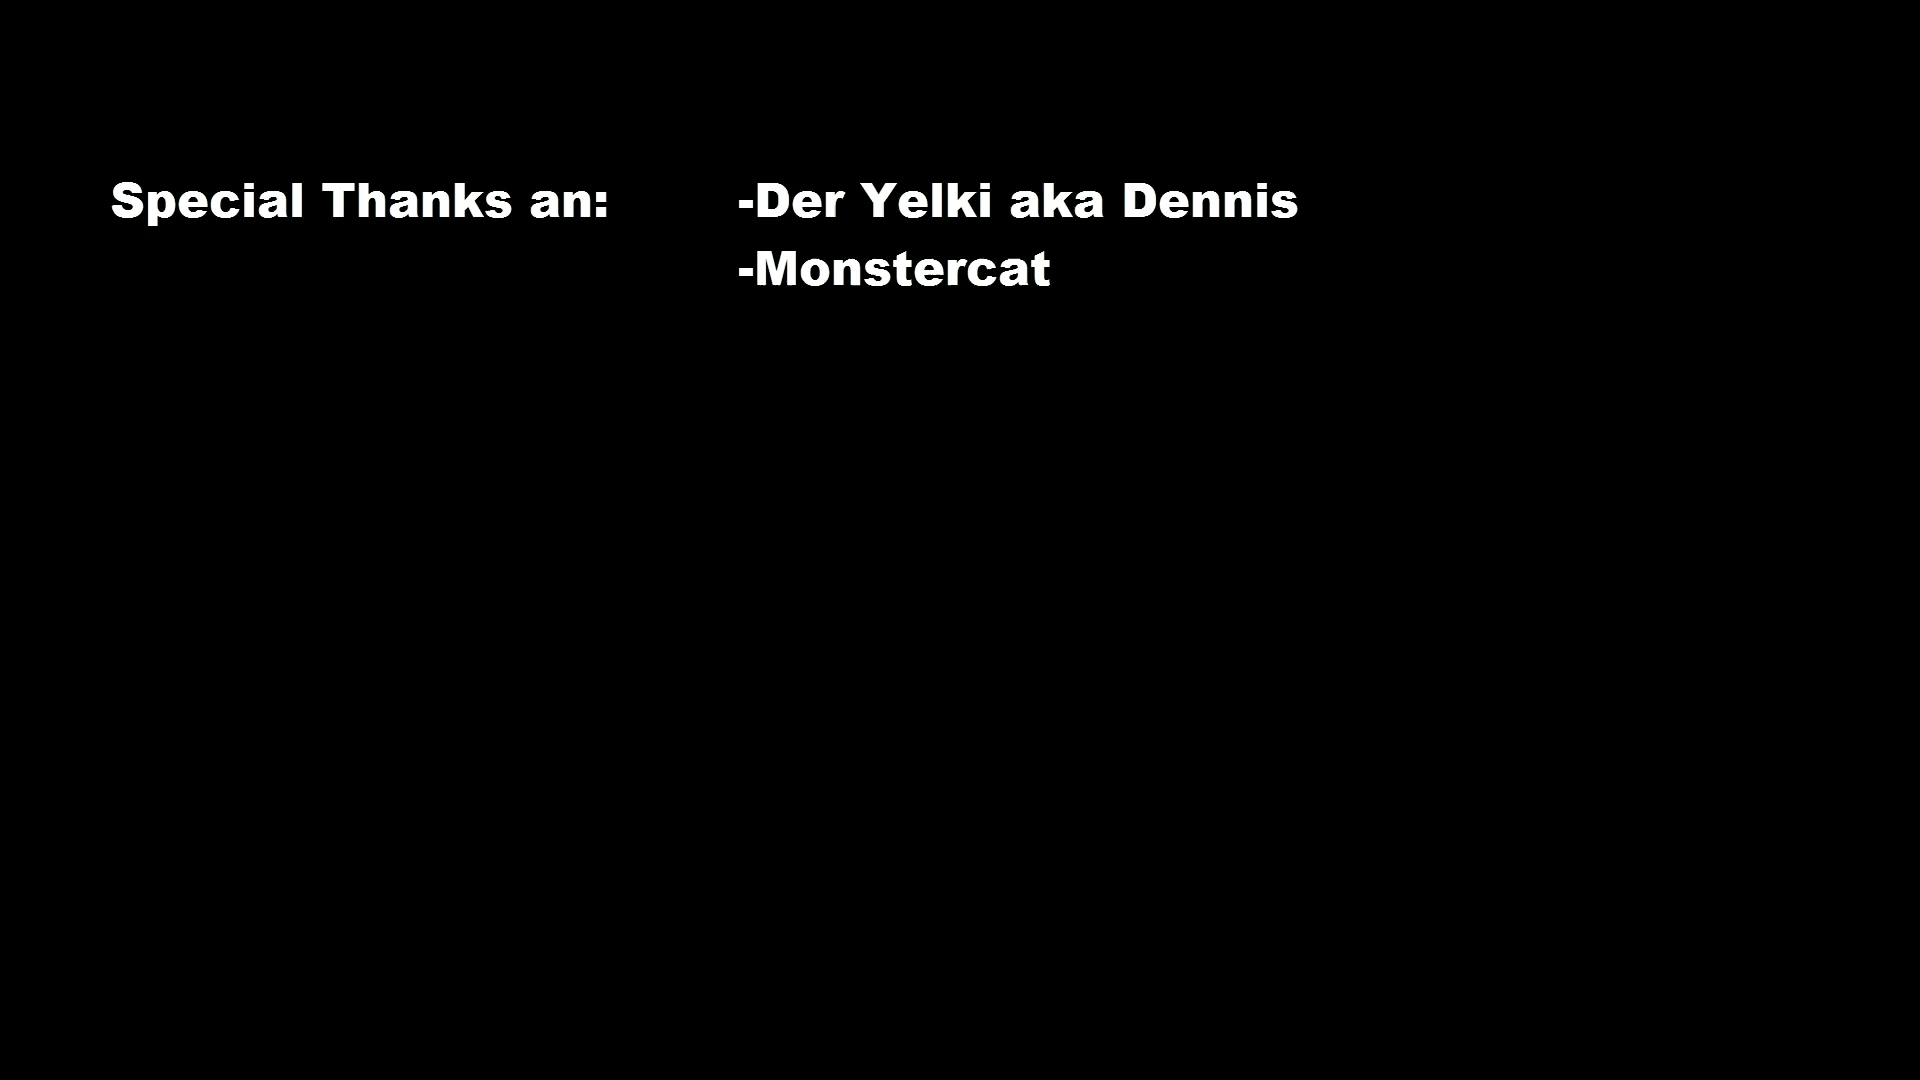 Special Thanks an: -Der Yelki aka Dennis
-Monstercat